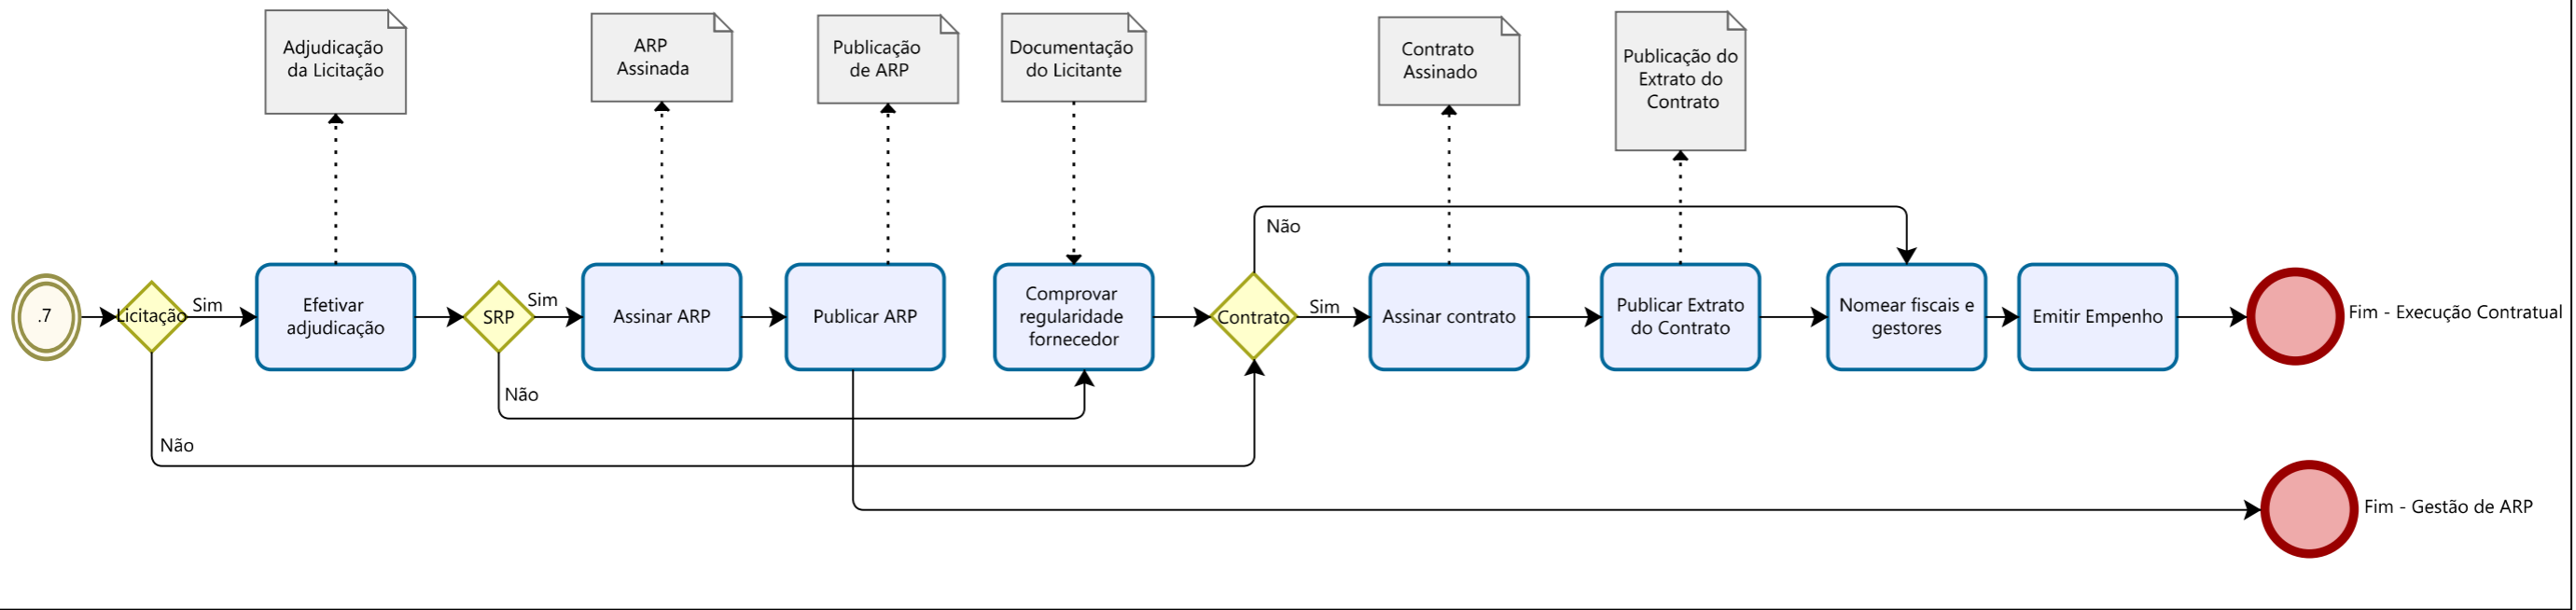 Adjudicação
da Licitação
ARP
Assinada
Publicação
de ARP
Documentação
do Licitante
Contrato
Assinado
Publicação do
Extrato do
Contrato
Não
.7
Licitação
Sim
Efetivar
adjudicação
SRP
Sim
Assinar ARP
Publicar ARP
Comprovar
regularidade
fornecedor
Contrato
Sim
Assinar contrato
Publicar Extrato
do Contrato
Nomear fiscais e
gestores
Emitir Empenho
Fim - Execução Contratual
Não
Não
Fim - Gestão de ARP